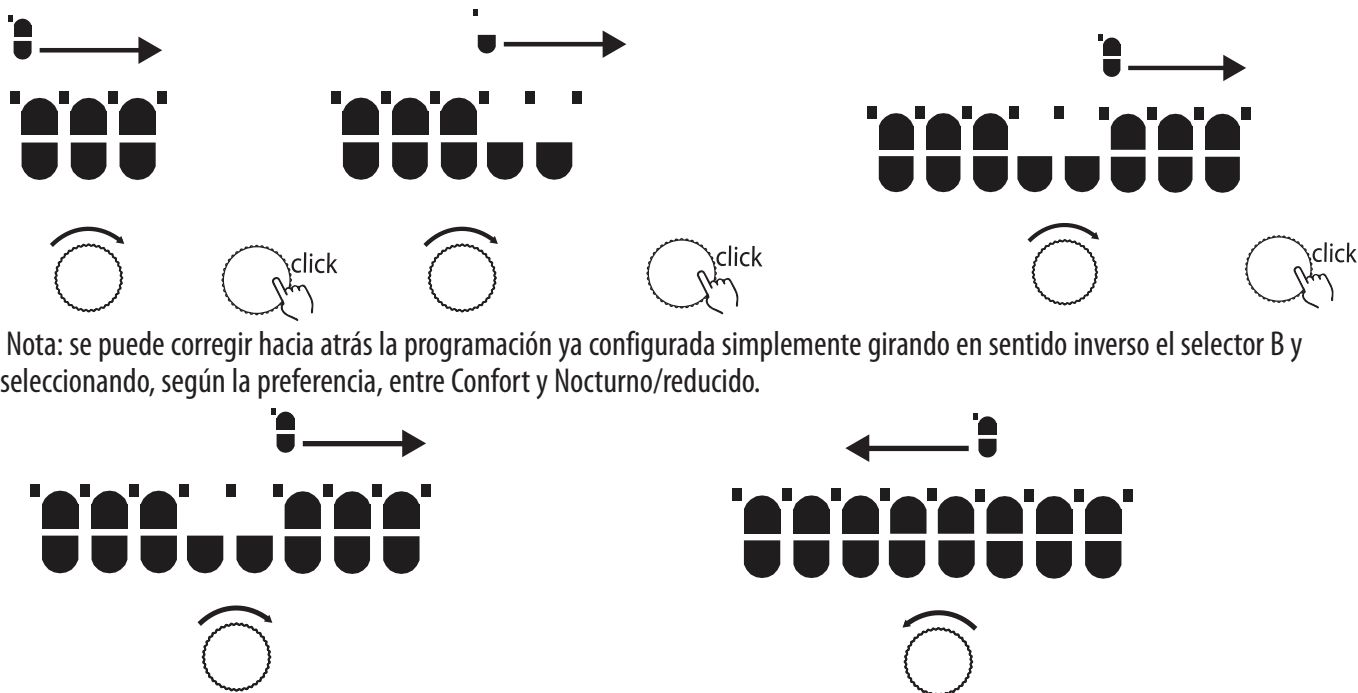 click
click
click
Nota: se puede corregir hacia atrás la programación ya configurada simplemente girando en sentido inverso el selector B y
seleccionando, según la preferencia, entre Confort y Nocturno/reducido.